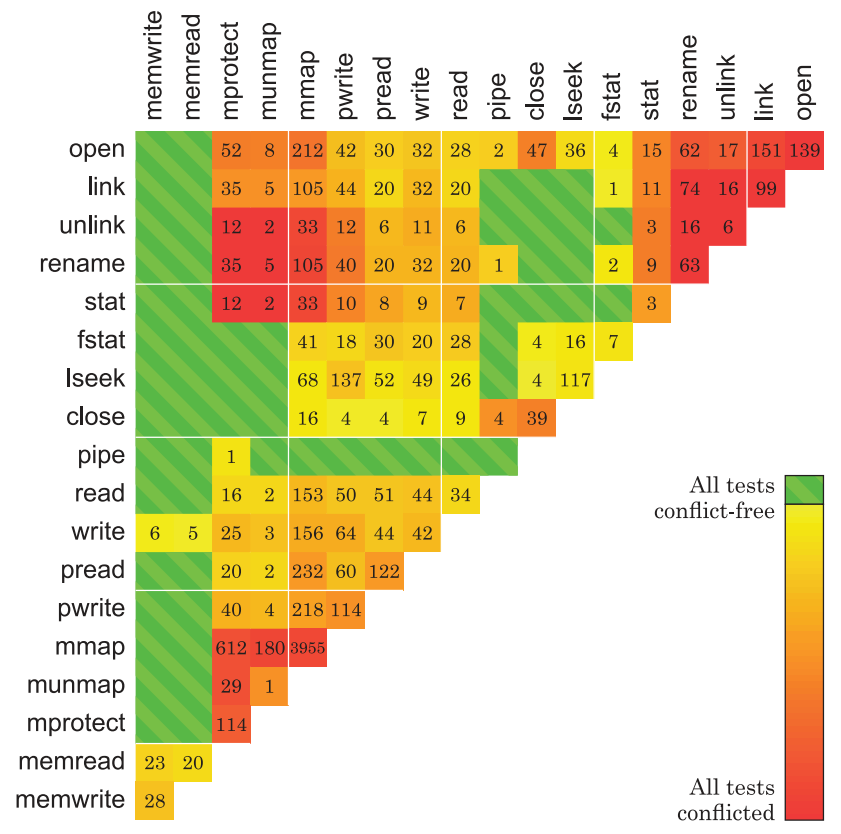 memwrite memread mprotect munmap mmap pwrite pread write read pipe close lseek fstat stat rename unlink link open
open 52 8 212 42 30 32 28 2 47 36 4 15 62 17 151 139
link 35 5 105 44 20 32 20 1 11 74 16 99
unlink 12 2 33 12 6 11 6 3 16 6
rename 35 5 105 40 20 32 20 1 2 9 63
stat 12 2 33 10 8 9 7 3
fstat 41 18 30 20 28 4 16 7
lseek 68 137 52 49 26 4 117
close 16 4 4 7 9 4 39
pipe 1
read 16 2 153 50 51 44 34
write 6 5 25 3 156 64 44 42
pread 20 2 232 60 122
pwrite 40 4 218 114
mmap 612 180 3955
munmap 29 1
mprotect 114
memread 23 20
memwrite 28
All tests
conflict-free
All tests
conflicted